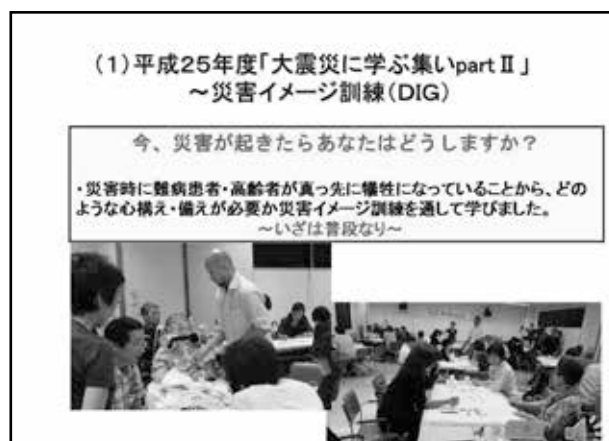 (1)平成25年度「大震災に学ぶ集いpartⅡ」
～災害イメージ訓練(DIG)
今、災害が起きたらあなたはどうしますか？
・災害時に難病患者・高齢者が真っ先に犠牲になっていることから、どの
ような心構え・備えが必要か災害イメージ訓練を通して学びました。
～いざは普段なり～